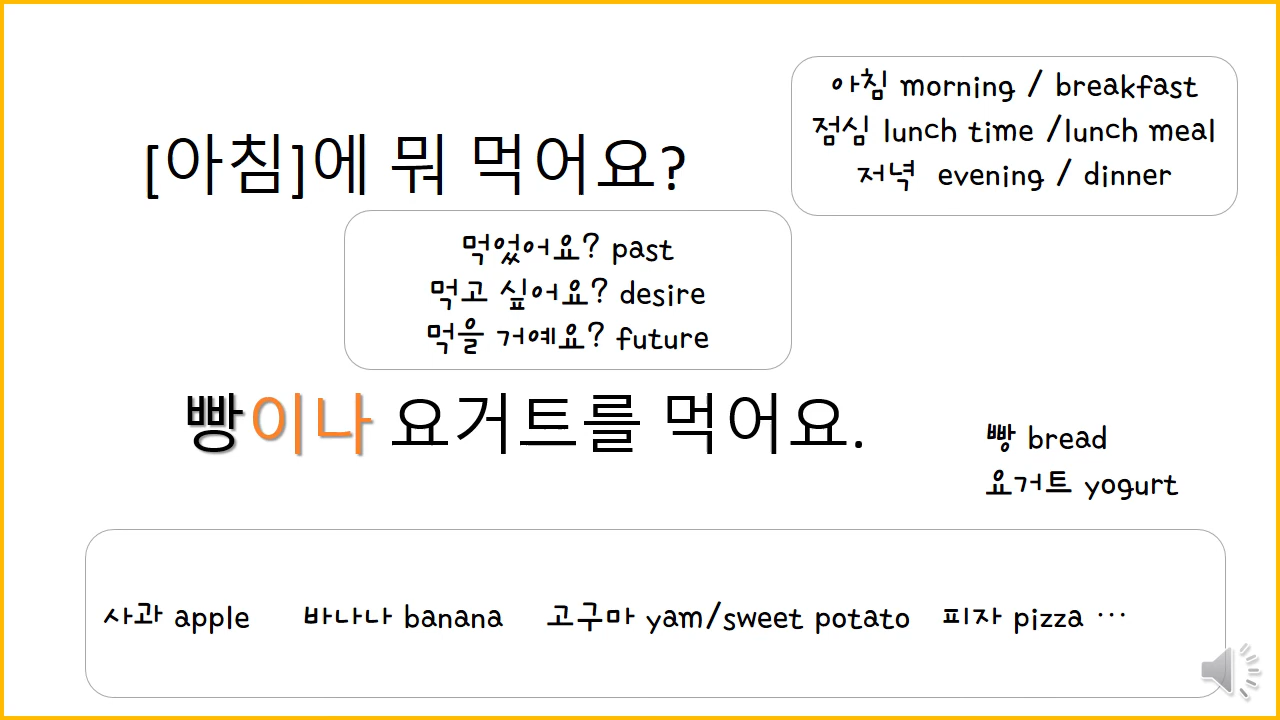 아침 morning / breakfast
점심 lunch time /lunch meal
저녁 evening / dinner
[아침]에 뭐 먹어요?
먹었어요? past
먹고 싶어요? desire
먹을 거예요? future
빵이나 요거트를 먹어요.
빵 bread
요거트 yogurt
사과 apple 바나나 banana 고구마 yam/sweet potato 피자 pizza …